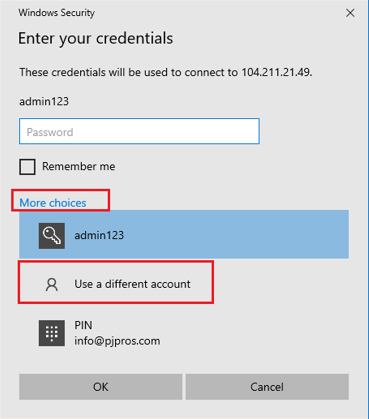 Windows Security
Enter your credentials
These credentials will be used to connect to 104.211.21.49.
admin123
Password
Remember me
More choices
admin123
Use a different account
PIN
info@pjpros.com
OK
Cancel